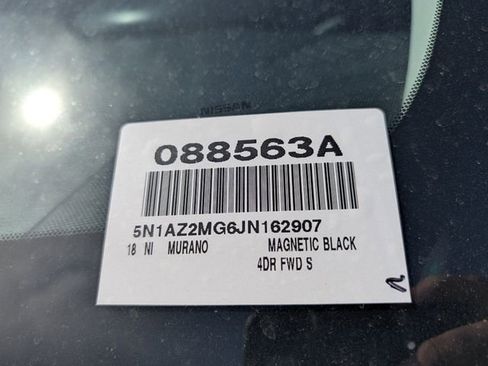 NISSAN
088563A
5N1AZ2MG6JN162907
18 NI MURANO MAGNETIC BLACK
4DR FWD S